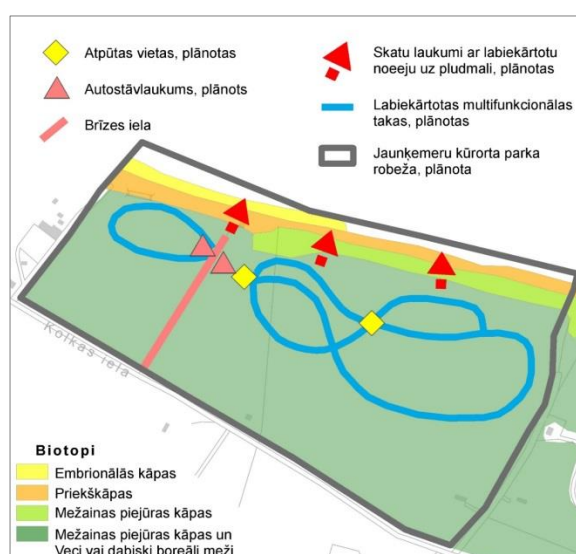 Atpūtas vietas, plānotas
Autostāvlaukums, plānots
Brīzes iela
Skatu laukumi ar labiekārtotu
noeeju uz pludmali, plānotas
Labiekārtotas multifunkcionālas
takas, plānotas
Jaunķemeru kūrorta parka
robeža, plānota
Kolkas iela
Biotopi
Embrionālās kāpas
Priekškāpas
Mežainas piejūras kāpas
Mežainas piejūras kāpas un
Veci vai dabiski boreāli meži